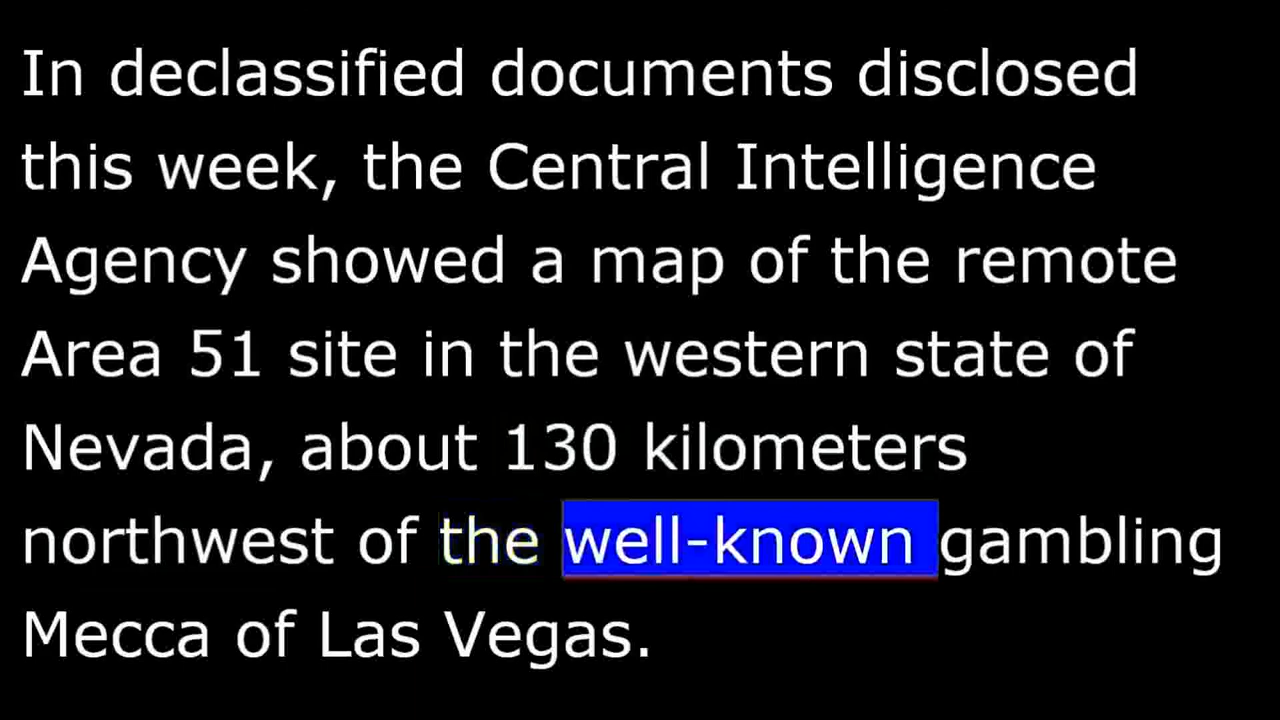 In declassified documents disclosed
this week, the Central Intelligence
Agency showed a map of the remote
Area 51 site in the western state of
Nevada, about 130 kilometers
northwest of the well-known gambling
Mecca of Las Vegas.